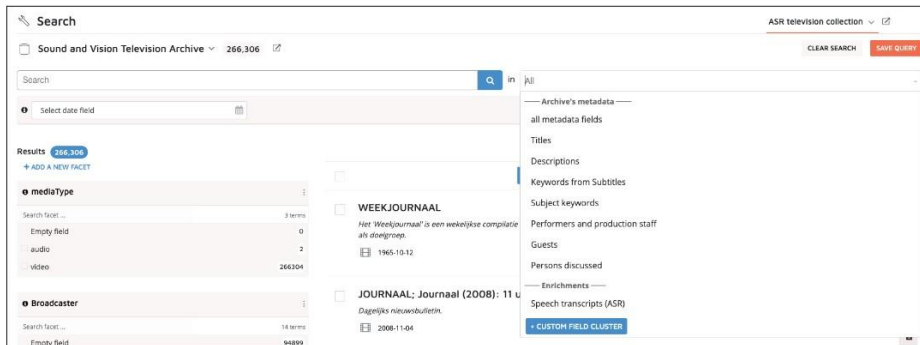 Search
ASR television collection
Sound and Vision Television Archive 266,306
CLEAR SEARCH
SAVE QUERY
Search
in
All
Select date field
Archive's metadata
all metadata fields
Titles
Descriptions
Keywords from Subtitles
Subject keywords
Performers and production staff
Guests
Persons discussed
Enrichments
Speech transcripts (ASR)
+ CUSTOM FIELD CLUSTER
Results 266,306
+ ADD A NEW FACET
mediaType
Search facet ... 3 terms
Empty field 0
audio 2
video 266304
Broadcaster
Search facet ... 14 terms
Empty field 94899
WEEKJOURNAAL
Het 'Weekjournaal' is een wekelijkse compilatie
als doelgroep.
1965-10-12
JOURNAAL; Journaal (2008): 11 u
Dagelijks nieuwsbulletin.
2008-11-04